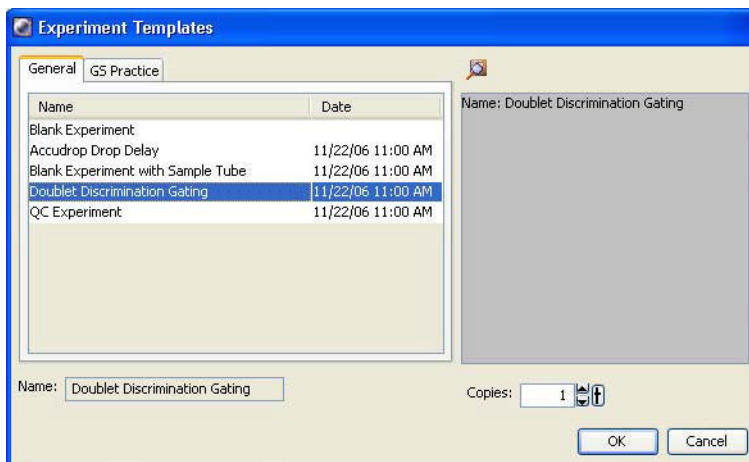 Experiment Templates
General GS Practice
Name Date
Blank Experiment
Accudrop Drop Delay 11/22/06 11:00 AM
Blank Experiment with Sample Tube 11/22/06 11:00 AM
Doublet Discrimination Gating 11/22/06 11:00 AM
QC Experiment 11/22/06 11:00 AM
Name: Doublet Discrimination Gating
Name: Doublet Discrimination Gating
Copies: 1
OK Cancel